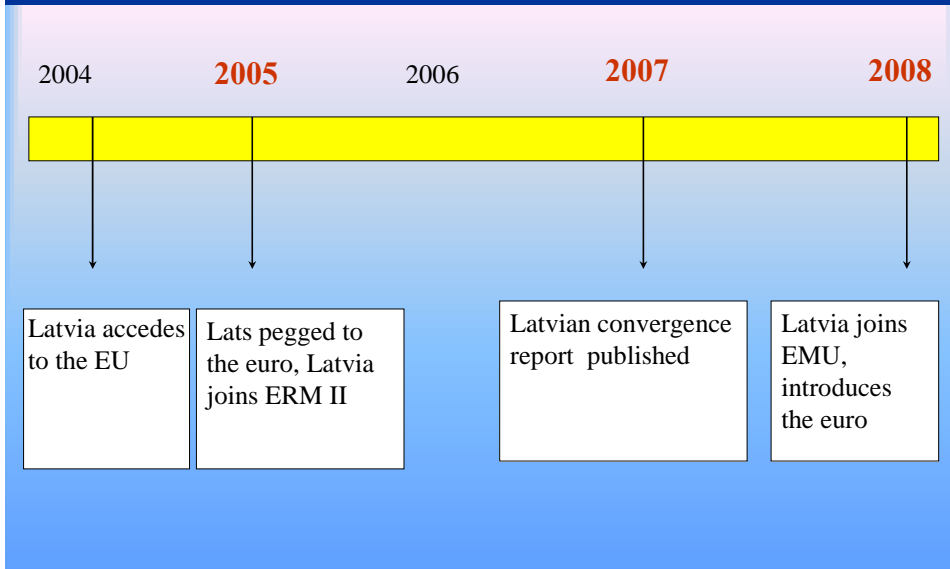 2004 2005 2006 2007 2008
Latvia accedes
to the EU
Lats pegged to
the euro, Latvia
joins ERM II
Latvian convergence
report published
Latvia joins
EMU,
introduces
the euro